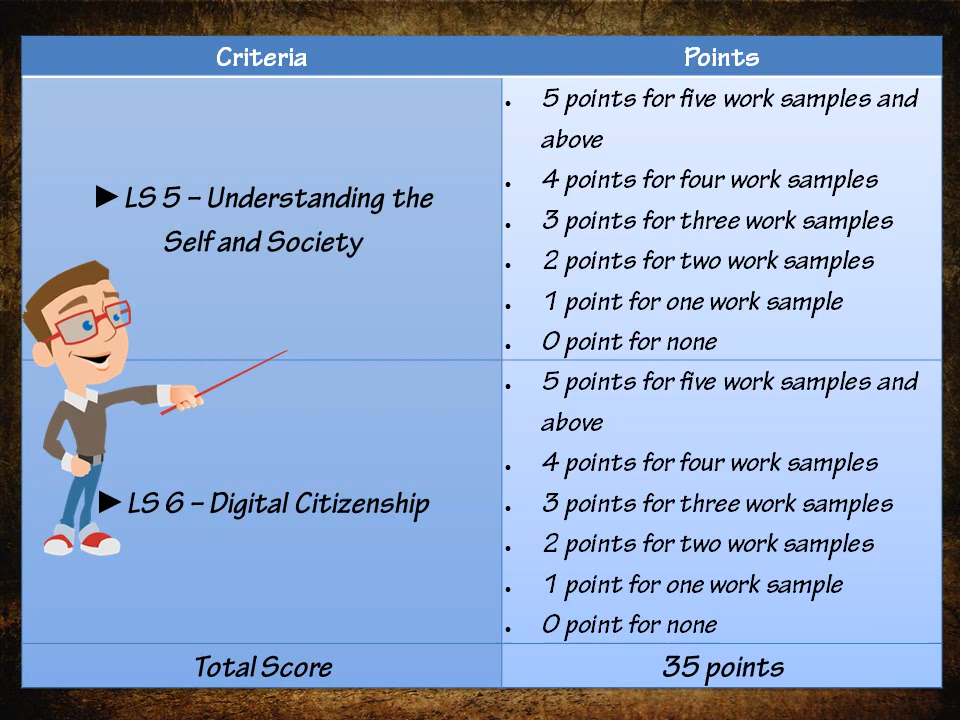 Criteria
Points
►LS 5 – Understanding the
Self and Society
• 5 points for five work samples and
above
• 4 points for four work samples
• 3 points for three work samples
• 2 points for two work samples
• 1 point for one work sample
• 0 point for none
►LS 6 – Digital Citizenship
• 5 points for five work samples and
above
• 4 points for four work samples
• 3 points for three work samples
• 2 points for two work samples
• 1 point for one work sample
• 0 point for none
Total Score
35 points